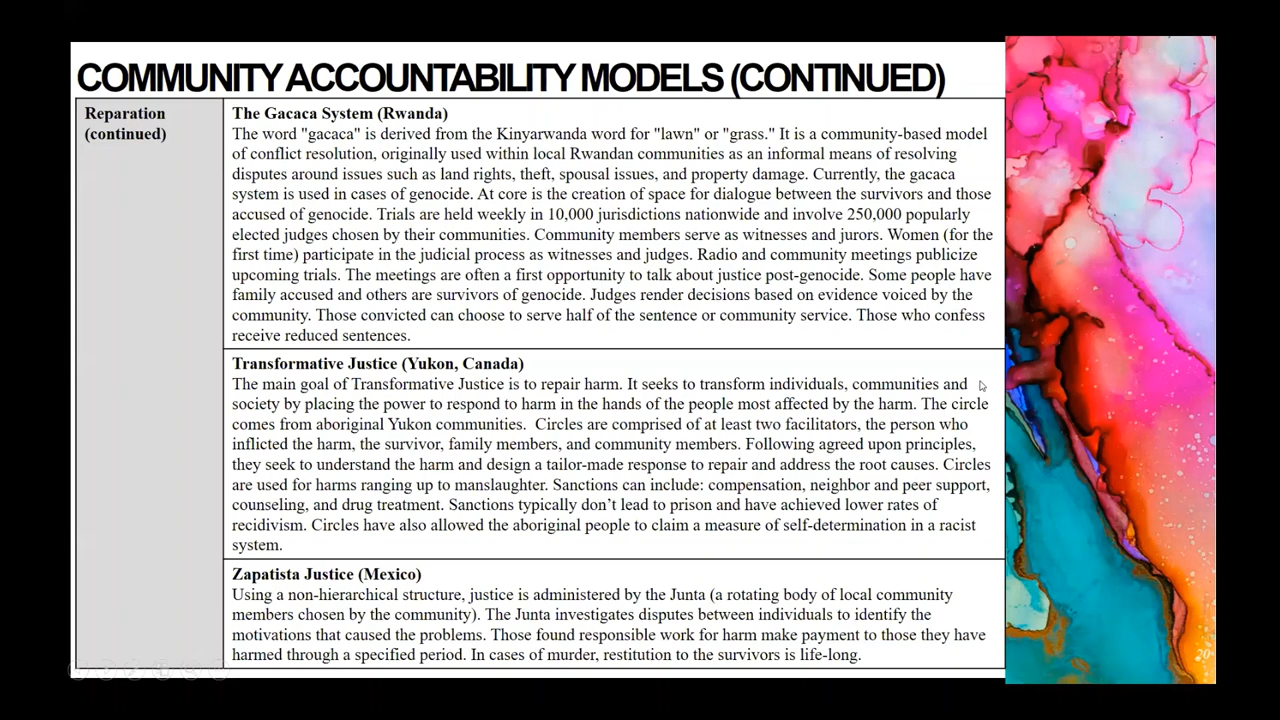 COMMUNITY ACCOUNTABILITY MODELS (CONTINUED)
Reparation
(continued)
The Gacaca System (Rwanda)
The word "gacaca" is derived from the Kinyarwanda word for "lawn" or "grass." It is a community-based model
of conflict resolution, originally used within local Rwandan communities as an informal means of resolving
disputes around issues such as land rights, theft, spousal issues, and property damage. Currently, the gacaca
system is used in cases of genocide. At core is the creation of space for dialogue between the survivors and those
accused of genocide. Trials are held weekly in 10,000 jurisdictions nationwide and involve 250,000 popularly
elected judges chosen by their communities. Community members serve as witnesses and jurors. Women (for the
first time) participate in the judicial process as witnesses and judges. Radio and community meetings publicize
upcoming trials. The meetings are often a first opportunity to talk about justice post-genocide. Some people have
family accused and others are survivors of genocide. Judges render decisions based on evidence voiced by the
community. Those convicted can choose to serve half of the sentence or community service. Those who confess
receive reduced sentences.
Transformative Justice (Yukon, Canada)
The main goal of Transformative Justice is to repair harm. It seeks to transform individuals, communities and
society by placing the power to respond to harm in the hands of the people most affected by the harm. The circle
comes from aboriginal Yukon communities.  Circles are comprised of at least two facilitators, the person who
inflicted the harm, the survivor, family members, and community members. Following agreed upon principles,
they seek to understand the harm and design a tailor-made response to repair and address the root causes. Circles
are used for harms ranging up to manslaughter. Sanctions can include: compensation, neighbor and peer support,
counseling, and drug treatment. Sanctions typically don’t lead to prison and have achieved lower rates of
recidivism. Circles have also allowed the aboriginal people to claim a measure of self-determination in a racist
system.
Zapatista Justice (Mexico)
Using a non-hierarchical structure, justice is administered by the Junta (a rotating body of local community
members chosen by the community). The Junta investigates disputes between individuals to identify the
motivations that caused the problems. Those found responsible work for harm make payment to those they have
harmed through a specified period. In cases of murder, restitution to the survivors is life-long.
20